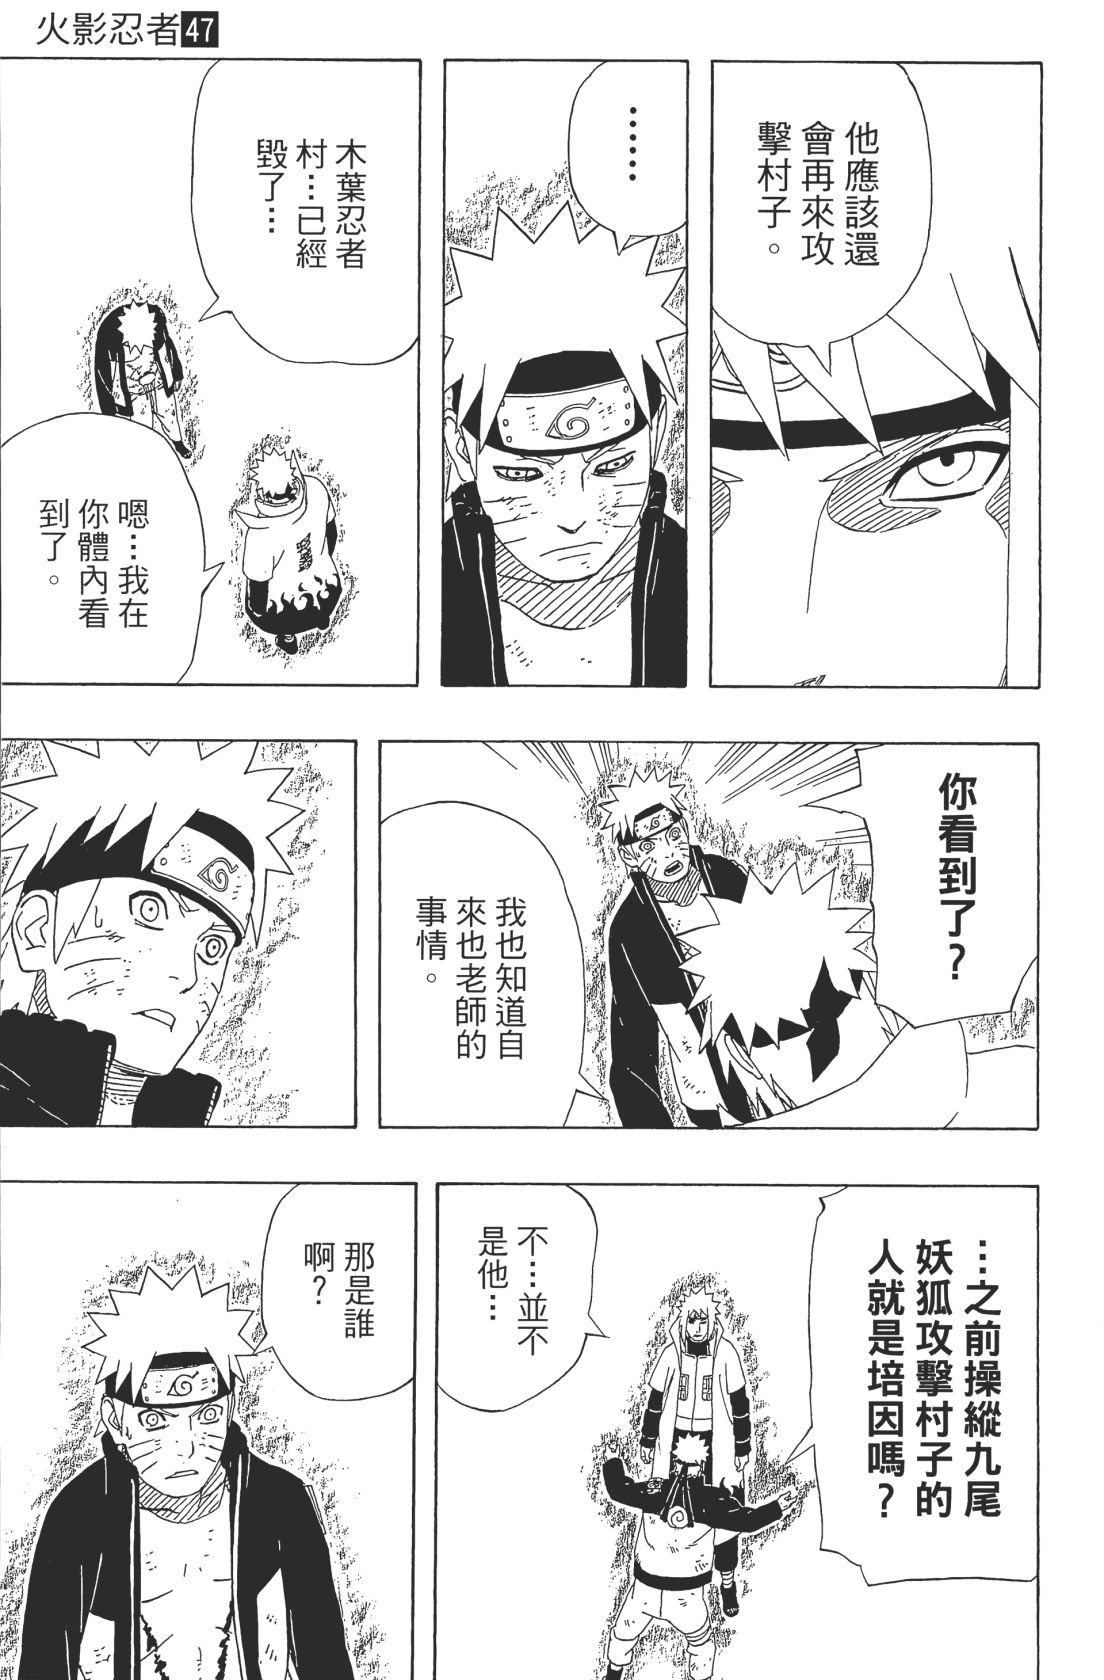 火影忍者47
他應該還
會再來攻
擊村子。
……
木葉忍者
村…已經
毀了…
嗯…我在
你體內看
到了。
你看到了?
我也知道自
來也老師的
事情。
…之前操縱九尾
妖狐攻擊村子的
人就是培因嗎?
不…並不
是他…
那是誰
啊?